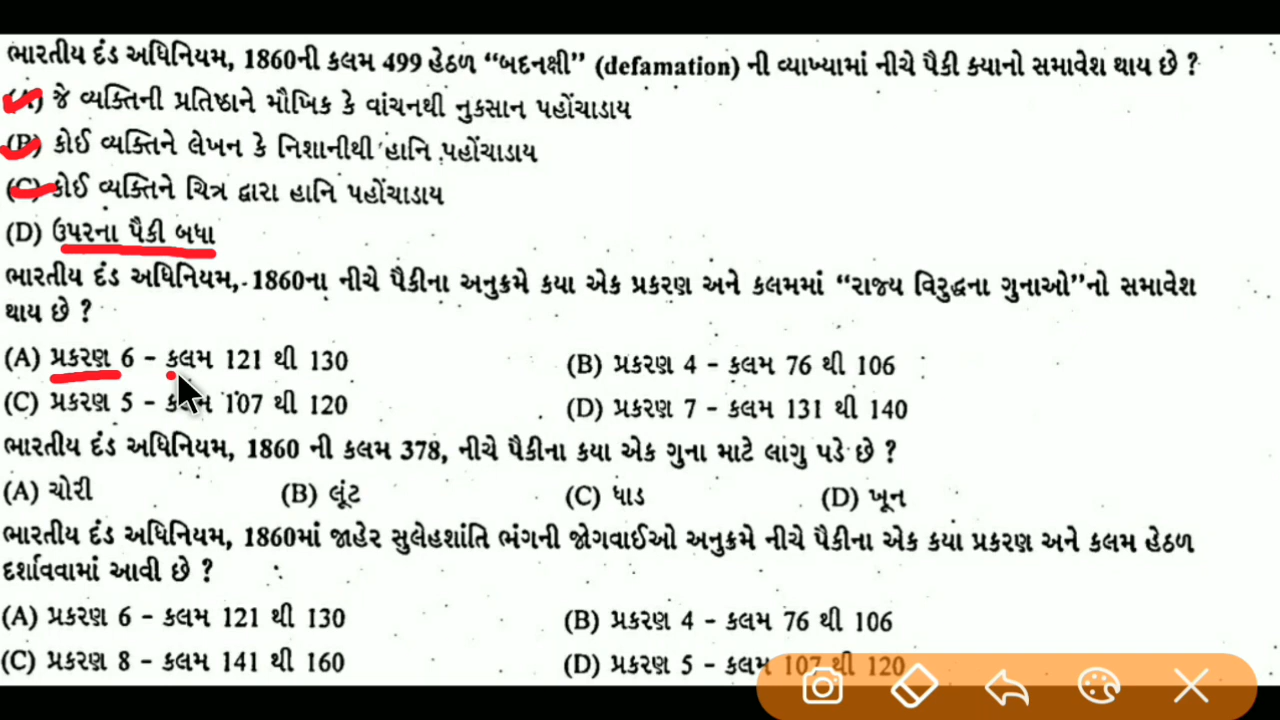 ભારતીય દંડ અધિનિયમ, 1860ની કલમ 499 હેઠળ “બદનક્ષી” (defamation) ની વ્યાખ્યામાં નીચે પૈકી ક્યાનો સમાવેશ થાય છે ?
(A) જે વ્યક્તિની પ્રતિષ્ઠાને મૌખિક કે વાંચનથી નુકસાન પહોંચાડાય
(B) કોઈ વ્યક્તિને લેખન કે નિશાનીથી હાનિ પહોંચાડાય
(C) કોઈ વ્યક્તિને ચિત્ર દ્વારા હાનિ પહોંચાડાય
(D) ઉપરના પૈકી બધા
ભારતીય દંડ અધિનિયમ, 1860ના નીચે પૈકીના અનુક્રમે કયા એક પ્રકરણ અને કલમમાં “રાજ્ય વિરુદ્ધના ગુનાઓ”નો સમાવેશ
થાય છે ?
(A) પ્રકરણ 6 - કલમ 121 થી 130 (B) પ્રકરણ 4 - કલમ 76 થી 106
(C) પ્રકરણ 5 - કલમ 107 થી 120 (D) પ્રકરણ 7 - કલમ 131 થી 140
ભારતીય દંડ અધિનિયમ, 1860 ની કલમ 378, નીચે પૈકીના કયા એક ગુના માટે લાગુ પડે છે ?
(A) ચોરી (B) લૂંટ (C) ધાડ (D) ખૂન
ભારતીય દંડ અધિનિયમ, 1860માં જાહેર સુલેહશાંતિ ભંગની જોગવાઈઓ અનુક્રમે નીચે પૈકીના એક કયા પ્રકરણ અને કલમ હેઠળ
દર્શાવવામાં આવી છે ?
(A) પ્રકરણ 6 - કલમ 121 થી 130 (B) પ્રકરણ 4 - કલમ 76 થી 106
(C) પ્રકરણ 8 - કલમ 141 થી 160 (D) પ્રકરણ 5 - કલમ 107 થી 120